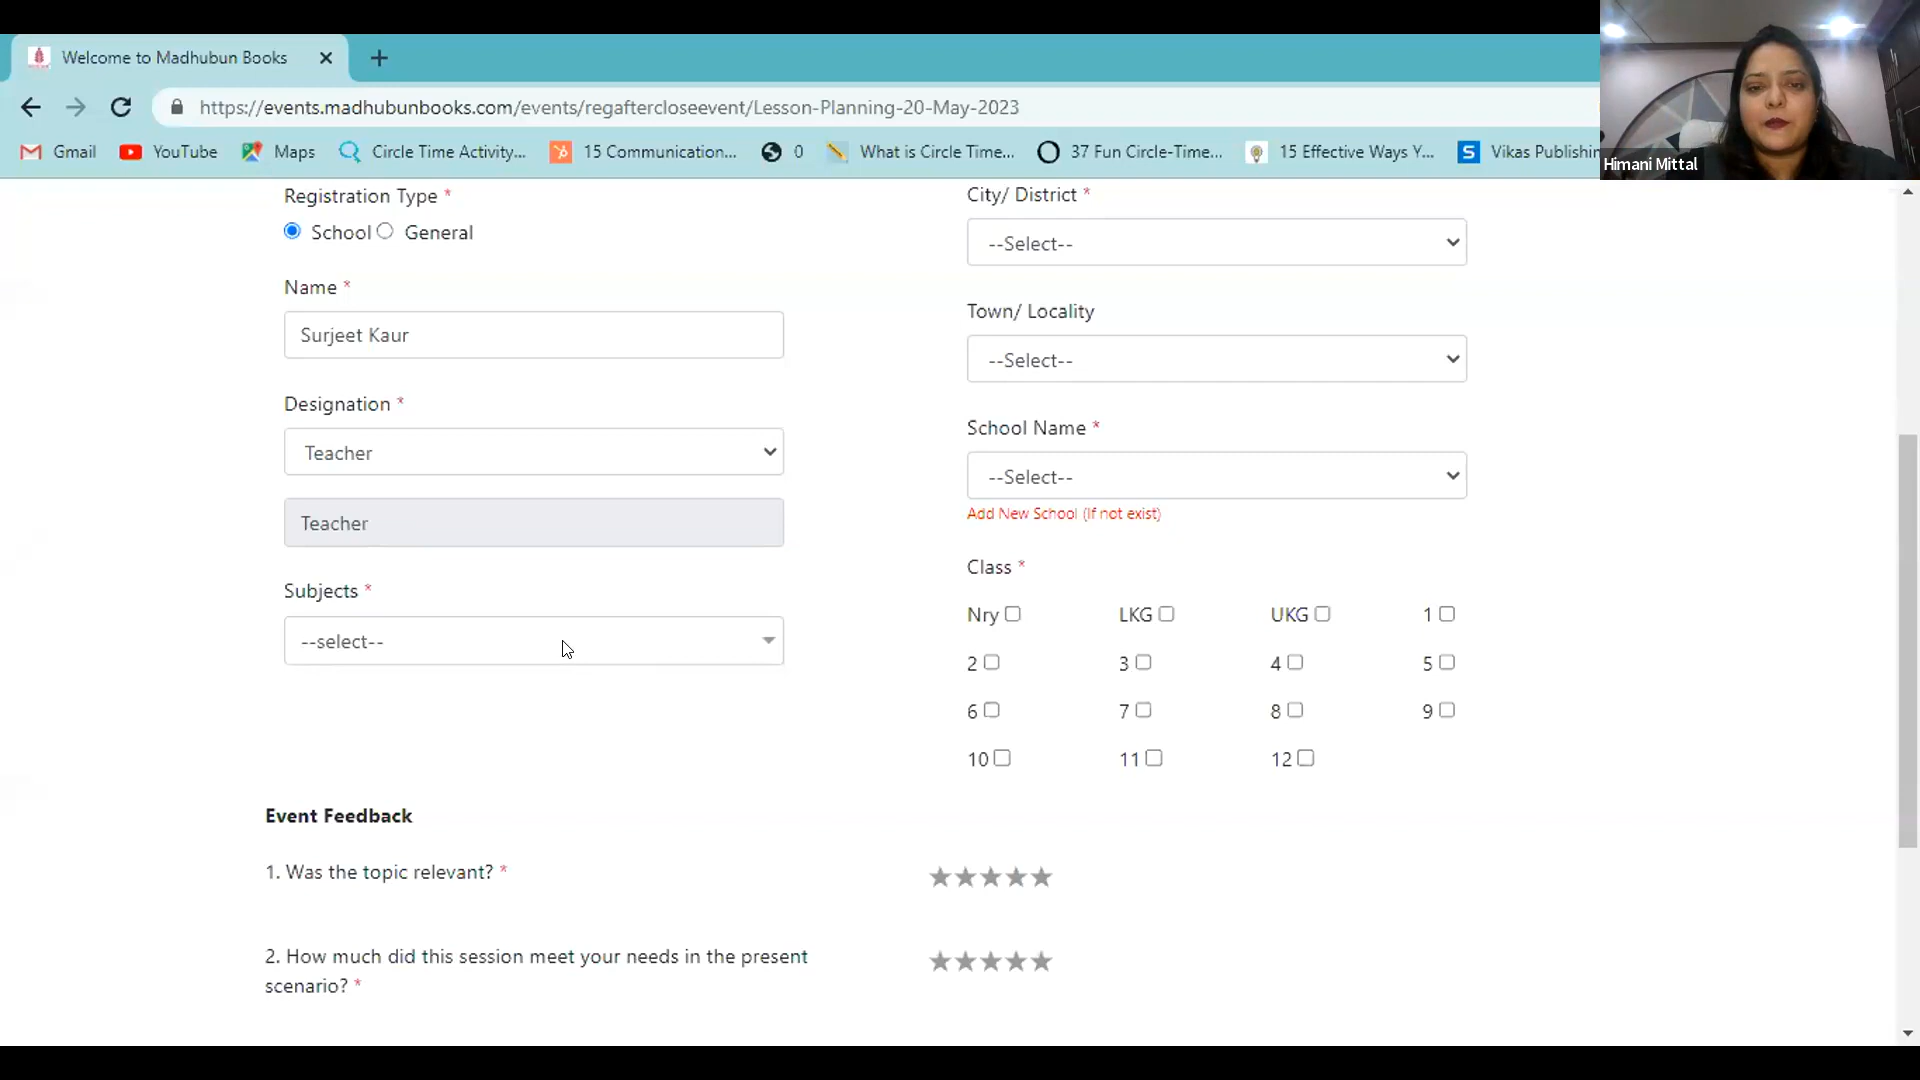 Welcome to Madhubun Books
https://events.madhubunbooks.com/events/regaftercloseevent/Lesson-Planning-20-May-2023
Gmail YouTube Maps Circle Time Activity... 15 Communication... 0 What is Circle Time... 37 Fun Circle-Time... 15 Effective Ways Y... S Vikas Publishin
Himani Mittal
Registration Type *
School General
Name *
Surjeet Kaur
Designation *
Teacher
Teacher
Subjects *
--select--
City/ District *
--Select--
Town/ Locality
--Select--
School Name *
--Select--
Add New School (If not exist)
Class *
Nry LKG UKG 1
2 3 4 5
6 7 8 9
10 11 12
Event Feedback
1. Was the topic relevant? *
2. How much did this session meet your needs in the present
scenario? *